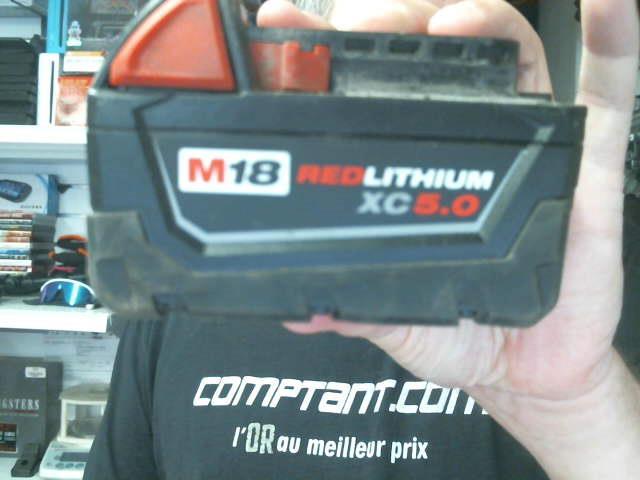 M18 REDLITHIUM
XC5.0
COMPTANT.COM
l'OR au meilleur prix